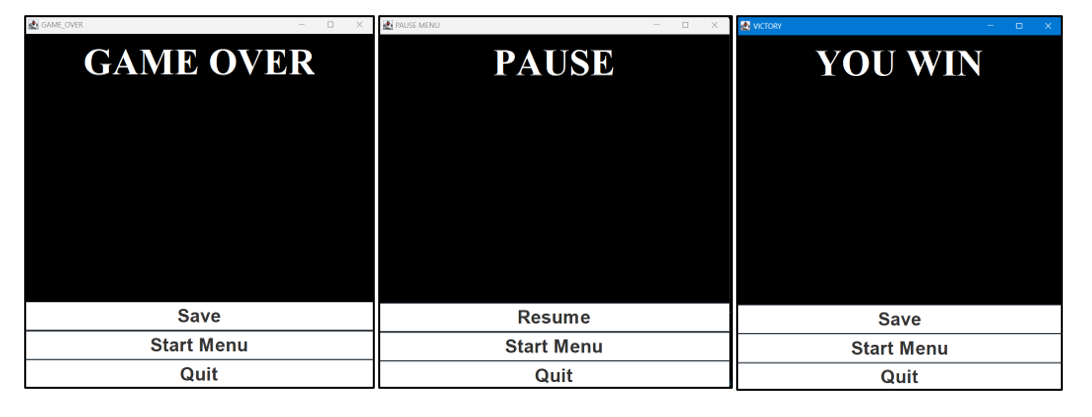 GAME_OVER
GAME OVER
Save
Start Menu
Quit
PAUSE MENU
PAUSE
Resume
Start Menu
Quit
VICTORY
YOU WIN
Save
Start Menu
Quit